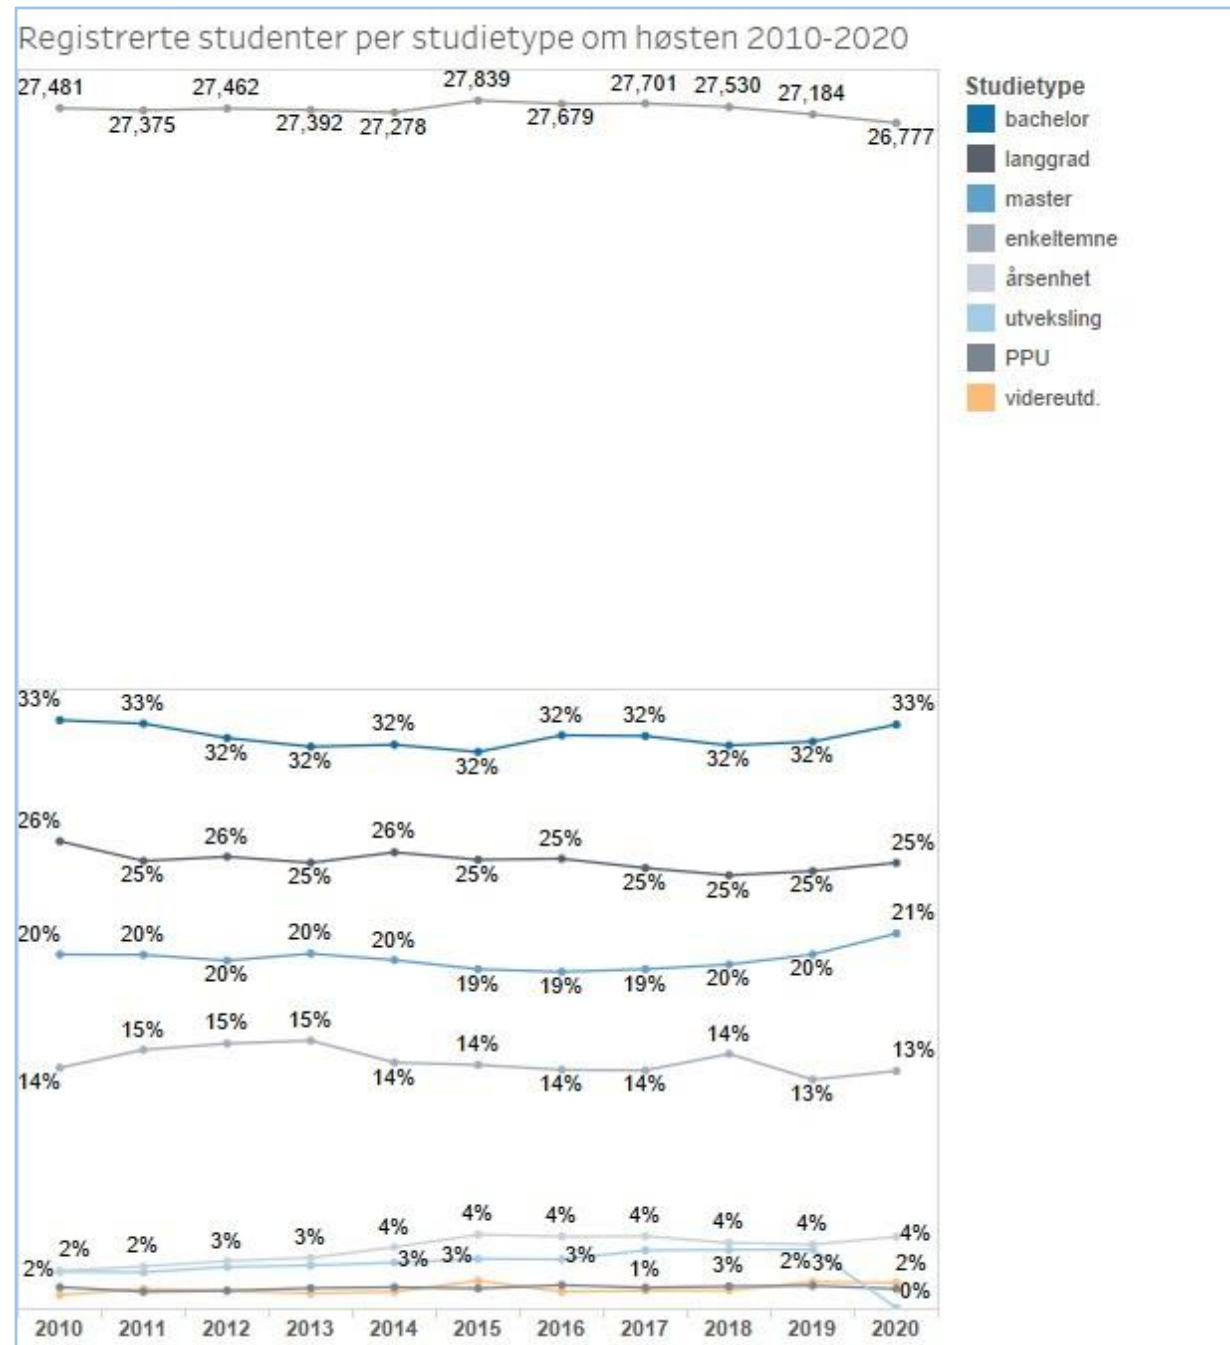 Registrerte studenter per studietype om høsten 2010-2020
27,481 27,462 27,839 27,701 27,530 27,184
27,375 27,392 27,278 27,679 26,777
Studietype
bachelor
langgrad
master
enkeltemne
årsenhet
utveksling
PPU
videreutd.
33% 33% 32% 32% 32% 33%
32% 32% 32% 32% 32%
26% 26% 26% 25% 25%
25% 25% 25% 25% 25% 25%
21%
20% 20% 20% 20%
20% 19% 19% 19% 20% 20%
15% 15% 15% 14% 14% 13%
14% 14% 14% 14% 13%
2% 2% 3% 3% 4% 4% 4% 4% 4% 4% 4%
2% 3% 3% 3% 1% 3% 2% 3% 2%
0%
2010 2011 2012 2013 2014 2015 2016 2017 2018 2019 2020